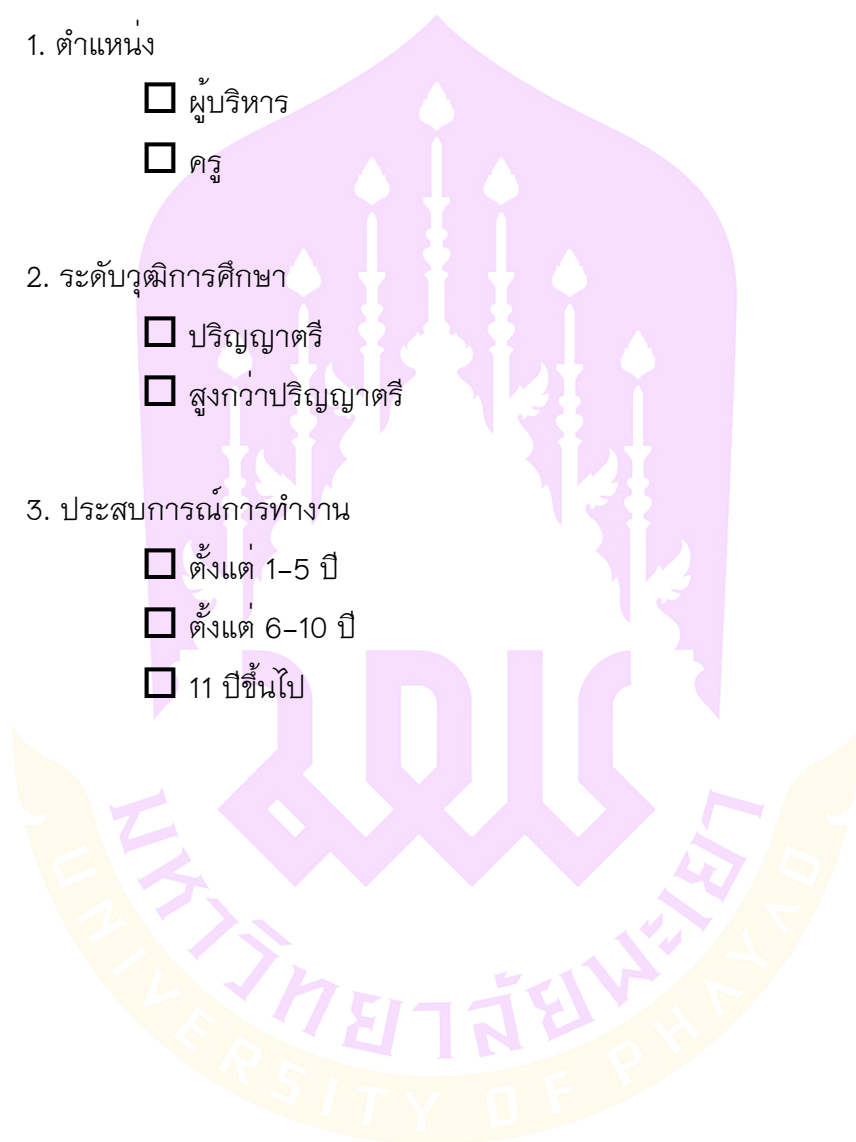 1. ตำแหน่ง
☐ ผู้บริหาร
☐ ครู
2. ระดับวุฒิการศึกษา
☐ ปริญญาตรี
☐ สูงกว่าปริญญาตรี
3. ประสบการณ์การทำงาน
☐ ตั้งแต่ 1-5 ปี
☐ ตั้งแต่ 6-10 ปี
☐ 11 ปีขึ้นไป
มหาวิทยาลัยพะเยา
UNIVERSITY OF PHAYAO